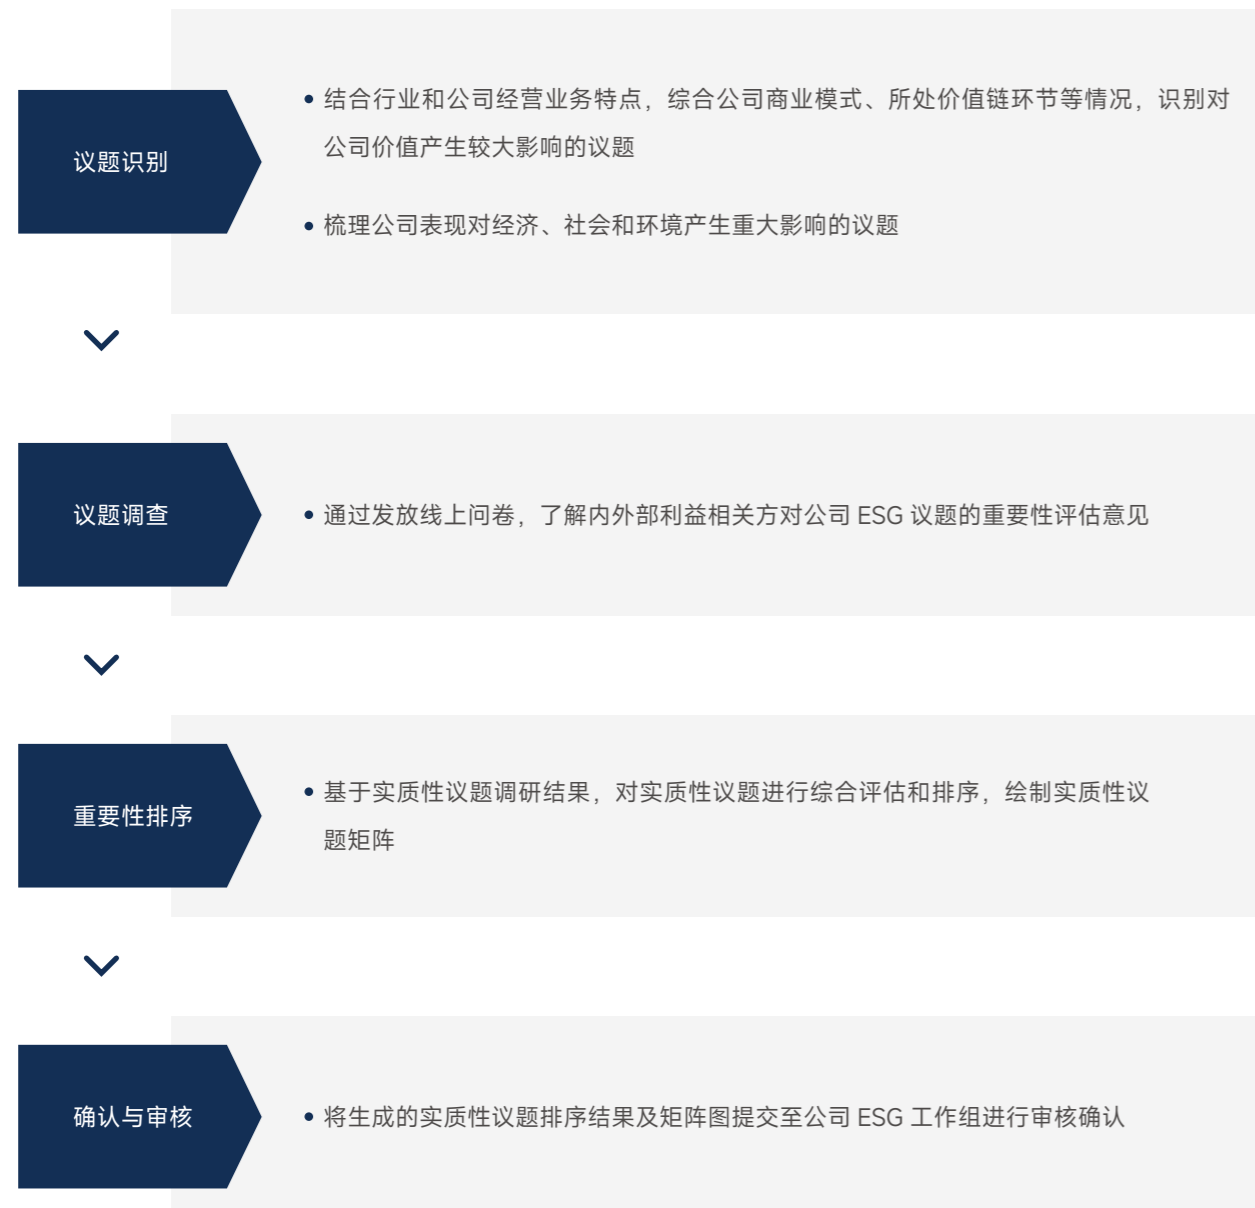 议题识别
• 结合行业和公司经营业务特点，综合公司商业模式、所处价值链环节等情况，识别对
公司价值产生较大影响的议题
• 梳理公司表现对经济、社会和环境产生重大影响的议题
议题调查
• 通过发放线上问卷，了解内外部利益相关方对公司 ESG 议题的重要性评估意见
重要性排序
• 基于实质性议题调研结果，对实质性议题进行综合评估和排序，绘制实质性议
题矩阵
确认与审核
• 将生成的实质性议题排序结果及矩阵图提交至公司 ESG 工作组进行审核确认